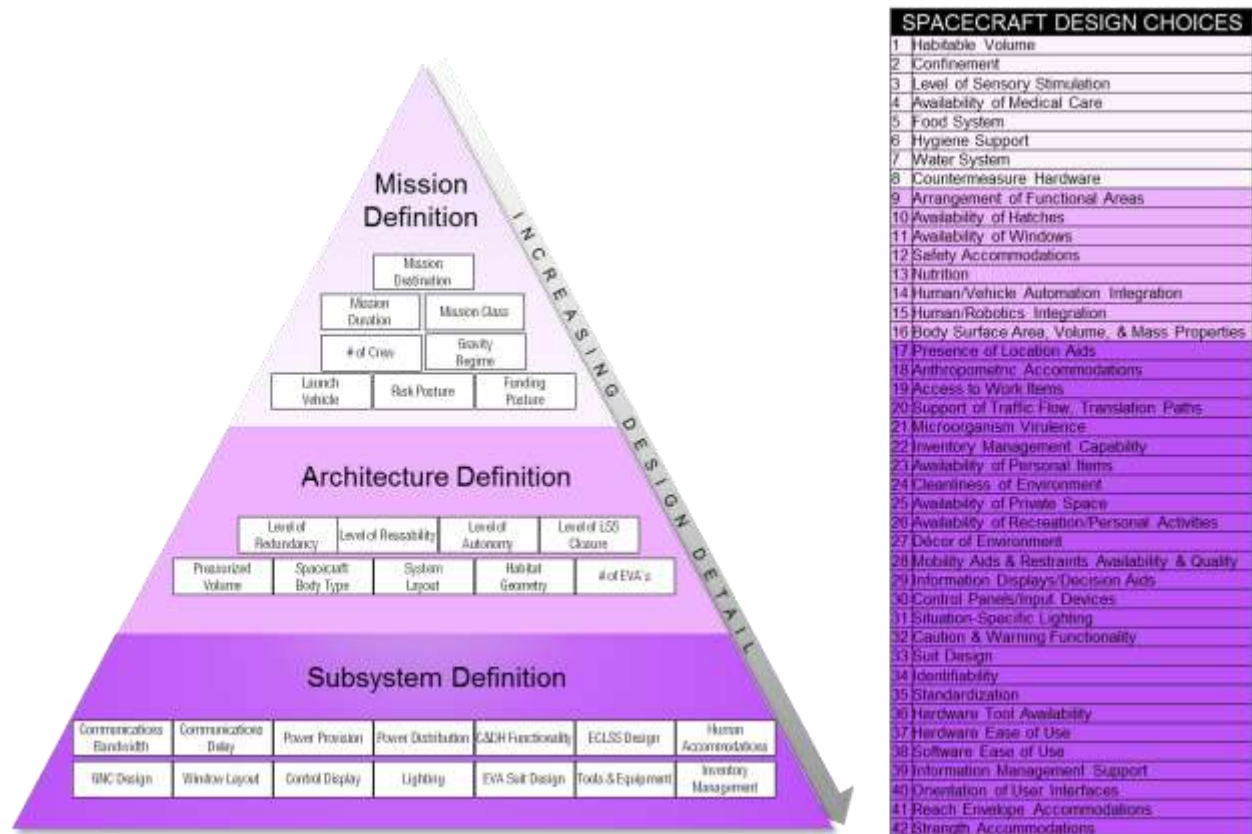 Mission
Definition
Mission
Destination
Mission
Duration
Mission Class
# of Crew
Gravity
Regime
Launch
Vehicle
Risk Posture
Funding
Posture
INCREASING DESIGN DETAIL
Architecture Definition
Level of
Redundancy
Level of Reusability
Level of
Autonomy
Level of LSS
Closure
Pressurized
Volume
Spacecraft
Body Type
System
Layout
Habitat
Geometry
# of EVA's
Subsystem Definition
Communications
Bandwidth
Communications
Delay
Power Provision
Power Distribution
C&DH Functionality
ECLSS Design
Human
Accommodations
GNC Design
Window Layout
Control Display
Lighting
EVA Suit Design
Tools & Equipment
Inventory
Management
SPACECRAFT DESIGN CHOICES
1 Habitable Volume
2 Confinement
3 Level of Sensory Stimulation
4 Availability of Medical Care
5 Food System
6 Hygiene Support
7 Water System
8 Countermeasure Hardware
9 Arrangement of Functional Areas
10 Availability of Hatches
11 Availability of Windows
12 Safety Accommodations
13 Nutrition
14 Human/Vehicle Automation Integration
15 Human/Robotics Integration
16 Body Surface Area, Volume, & Mass Properties
17 Presence of Location Aids
18 Anthropometric Accommodations
19 Access to Work Items
20 Support of Traffic Flow, Translation Paths
21 Microorganism Virulence
22 Inventory Management Capability
23 Availability of Personal Items
24 Cleanliness of Environment
25 Availability of Private Space
26 Availability of Recreation/Personal Activities
27 Décor of Environment
28 Mobility Aids & Restraints Availability & Quality
29 Information Displays/Decision Aids
30 Control Panels/Input Devices
31 Situation-Specific Lighting
32 Caution & Warning Functionality
33 Suit Design
34 Identifiability
35 Standardization
36 Hardware Tool Availability
37 Hardware Ease of Use
38 Software Ease of Use
39 Information Management Support
40 Orientation of User Interfaces
41 Reach Envelope Accommodations
42 Strength Accommodations